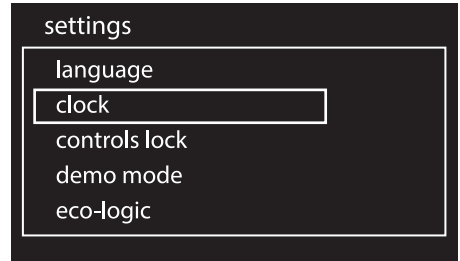 settings
language
clock
controls lock
demo mode
eco-logic